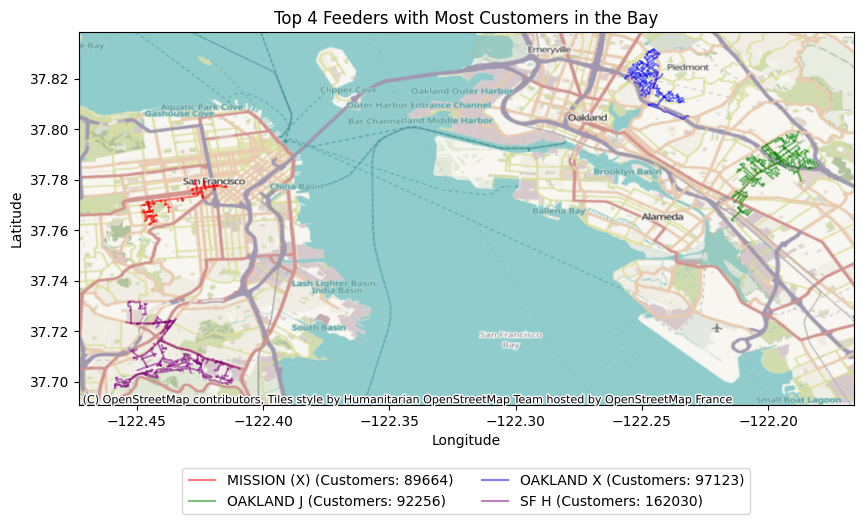 Top 4 Feeders with Most Customers in the Bay
Emeryville
Piedmont
Clipper Cove
Oakland Outer Harbor
Outer Harbor Entrance Channel
Aquatic Park Cove
Gashouse Cove
Bar Channel
and Middle Harbor
Oakland
San Francisco
China Basin
Brooklyn Basin
Ballena Bay
Alameda
Lash Lighter Basin
India Basin
South Basin
San Francisco
Bay
Small Boat Lagoon
(C) OpenStreetMap contributors, Tiles style by Humanitarian OpenStreetMap Team hosted by OpenStreetMap France
37.82
37.80
37.78
37.76
37.74
37.72
37.70
Latitude
−122.45 −122.40 −122.35 −122.30 −122.25 −122.20
Longitude
MISSION (X) (Customers: 89664)
OAKLAND J (Customers: 92256)
OAKLAND X (Customers: 97123)
SF H (Customers: 162030)